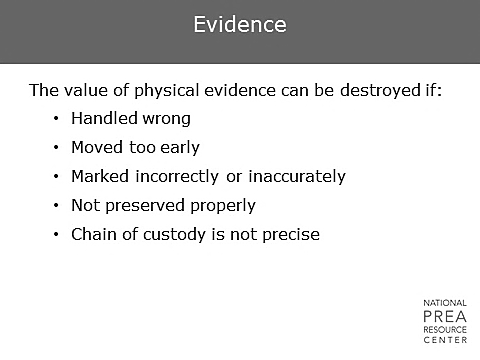 Evidence
The value of physical evidence can be destroyed if:
• Handled wrong
• Moved too early
• Marked incorrectly or inaccurately
• Not preserved properly
• Chain of custody is not precise
NATIONAL
PREA
RESOURCE
CENTER